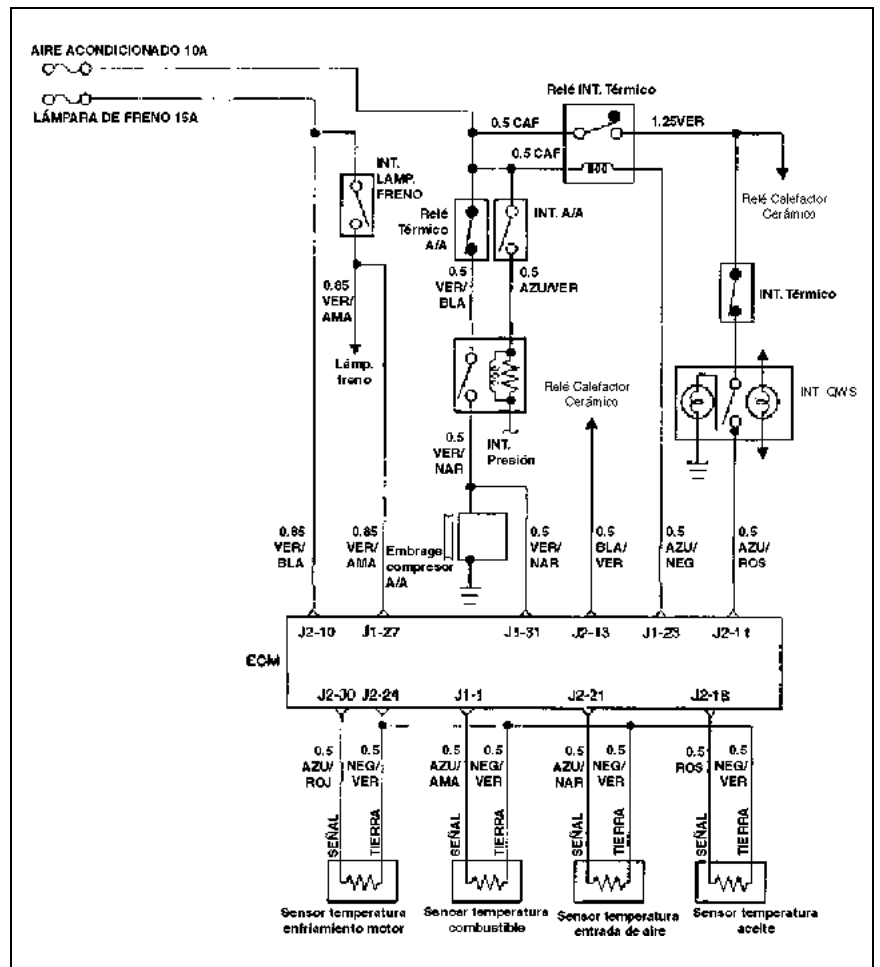 AIRE ACONDICIONADO 10A
LÁMPARA DE FRENO 15A
Relé INT. Térmico
0.5 CAF
1.25VER
0.5 CAF
INT.
LAMP.
FRENO
Relé
Térmico
A/A
INT. A/A
Relé Calefactor
Cerámico
0.85
VER/
AMA
0.5
VER/
BLA
0.5
AZU/VER
INT. Térmico
Lámp.
freno
Relé Calefactor
Cerámico
INT QWS
0.5
VER/
NAR
INT.
Presión
0.85
VER/
BLA
0.85
VER/
AMA
Embrage
compresor
A/A
0.5
VER/
NAR
0.5
BLA/
VER
0.5
AZU/
NEG
0.5
AZU/
ROS
J2-10
J1-27
J1-31
J2-13
J1-23
J2-11
ECM
J2-30
J2-24
J1-1
J2-21
J2-18
0.5
AZU/
ROJ
0.5
NEG/
VER
0.5
AZU/
AMA
0.5
NEG/
VER
0.5
AZU/
NAR
0.5
NEG/
VER
0.5
ROS
0.5
NEG/
VER
SEÑAL
TIERRA
SEÑAL
TIERRA
SEÑAL
TIERRA
SEÑAL
TIERRA
Sensor temperatura
enfriamiento motor
Sensor temperatura
combustible
Sensor temperatura
entrada de aire
Sensor temperatura
aceite